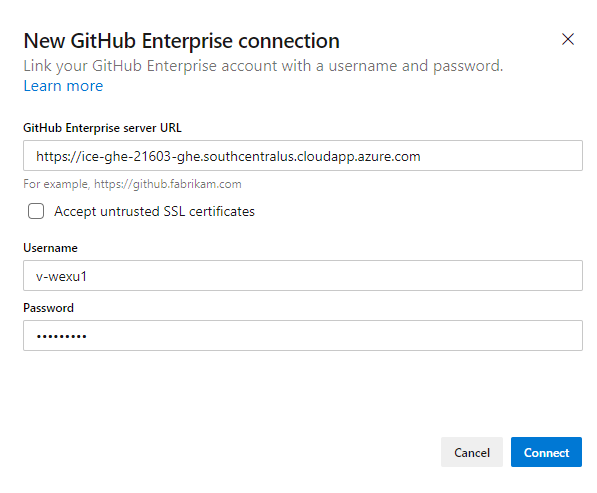 New GitHub Enterprise connection
Link your GitHub Enterprise account with a username and password.
Learn more
GitHub Enterprise server URL
https://ice-ghe-21603-ghe.southcentralus.cloudapp.azure.com
For example, https://github.fabrikam.com
Accept untrusted SSL certificates
Username
v-wexu1
Password
•••••••••
Cancel Connect